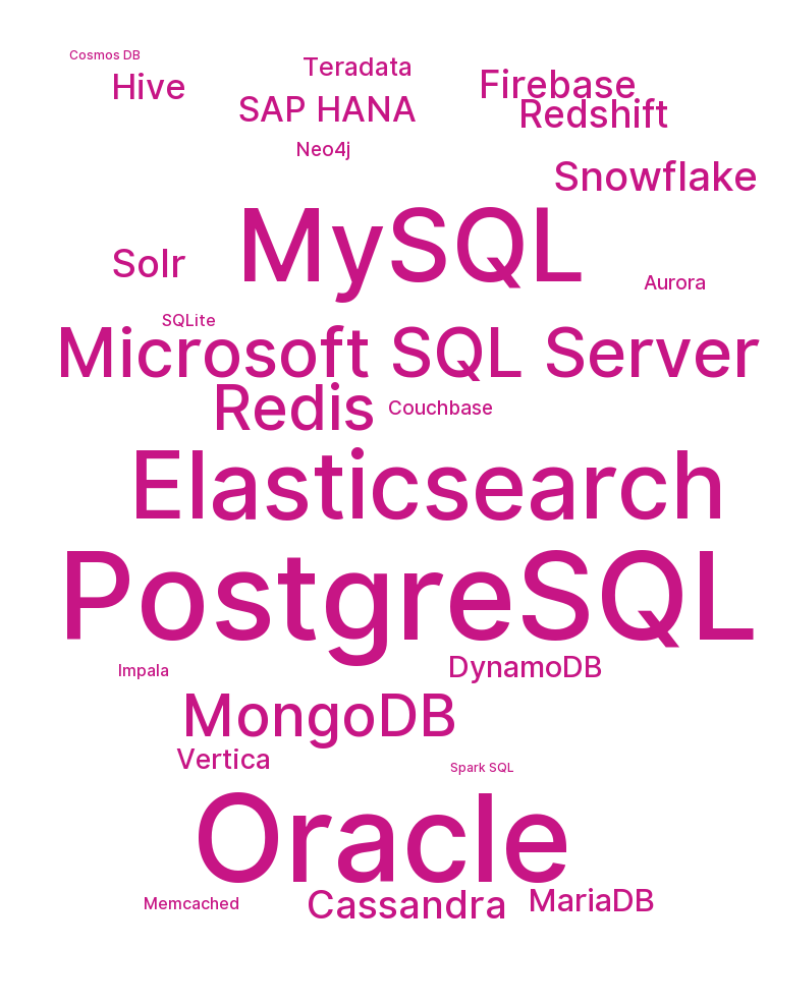 Cosmos DB
Teradata
Hive
Firebase
SAP HANA
Redshift
Neo4j
Snowflake
MySQL
Solr
Aurora
SQLite
Microsoft SQL Server
Redis
Couchbase
Elasticsearch
PostgreSQL
Impala
DynamoDB
MongoDB
Vertica
Spark SQL
Oracle
Memcached
Cassandra
MariaDB